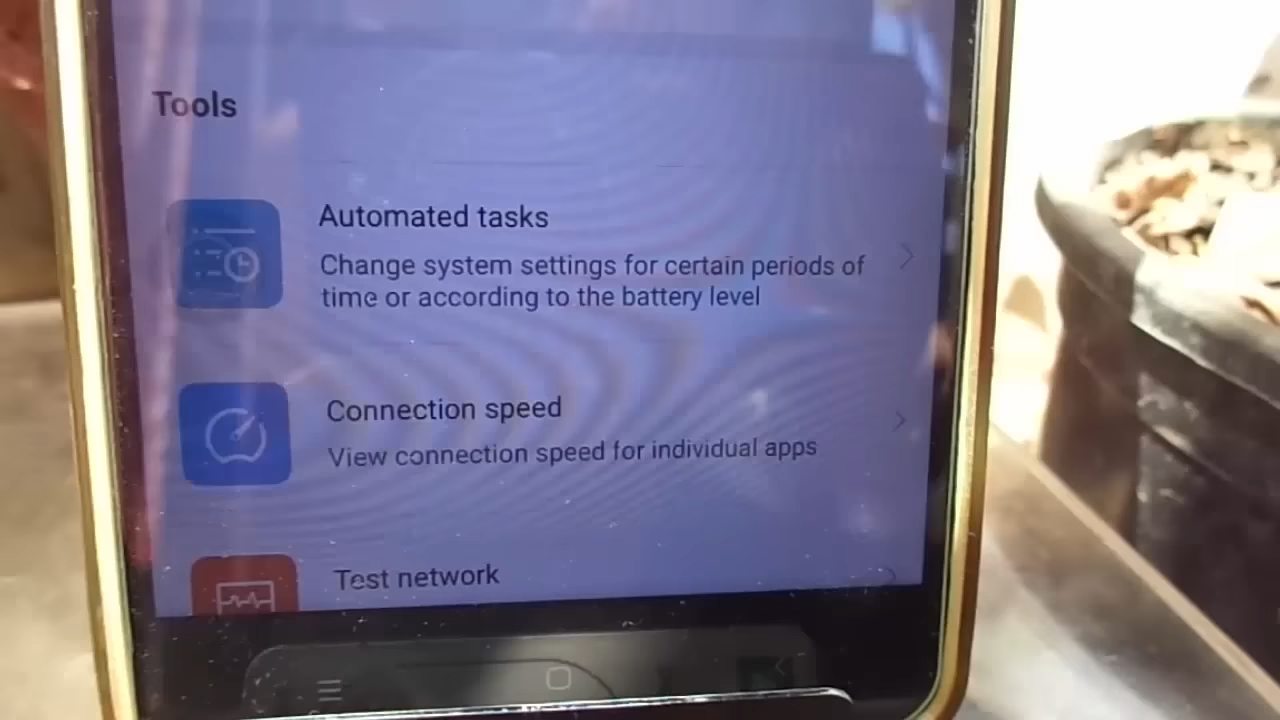 Tools
Automated tasks
Change system settings for certain periods of
time or according to the battery level
Connection speed
View connection speed for individual apps
Test network